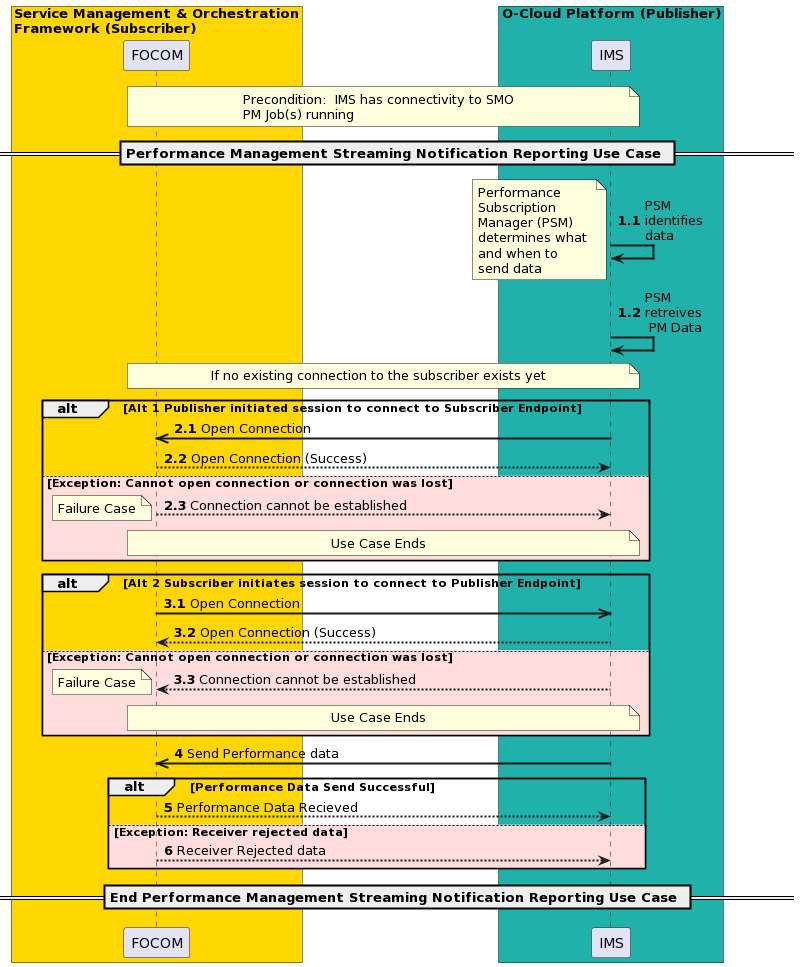 Service Management & Orchestration
Framework (Subscriber)
O-Cloud Platform (Publisher)
FOCOM
IMS
Precondition:  IMS has connectivity to SMO
PM Job(s) running
Performance Management Streaming Notification Reporting Use Case
Performance
Subscription
Manager (PSM)
determines what
and when to
send data
PSM
1.1 identifies
data
PSM
1.2 retreives
PM Data
If no existing connection to the subscriber exists yet
alt [Alt 1 Publisher initiated session to connect to Subscriber Endpoint]
2.1 Open Connection
2.2 Open Connection (Success)
[Exception: Cannot open connection or connection was lost]
Failure Case
2.3 Connection cannot be established
Use Case Ends
alt [Alt 2 Subscriber initiates session to connect to Publisher Endpoint]
3.1 Open Connection
3.2 Open Connection (Success)
[Exception: Cannot open connection or connection was lost]
Failure Case
3.3 Connection cannot be established
Use Case Ends
4 Send Performance data
alt [Performance Data Send Successful]
5 Performance Data Recieved
[Exception: Receiver rejected data]
6 Receiver Rejected data
End Performance Management Streaming Notification Reporting Use Case
FOCOM
IMS